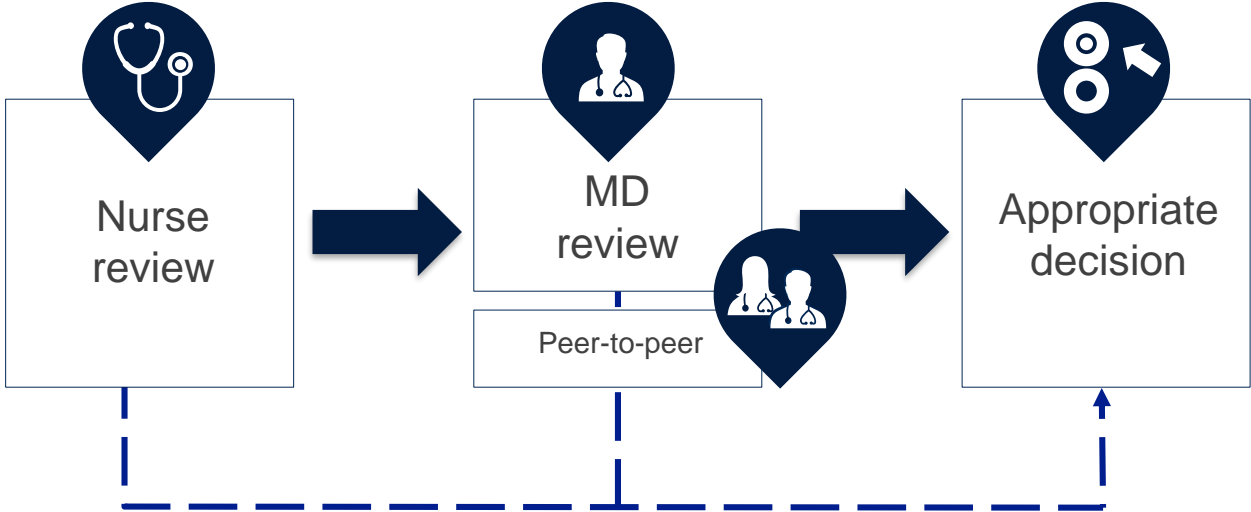 Nurse
review
MD
review
Peer-to-peer
Appropriate
decision